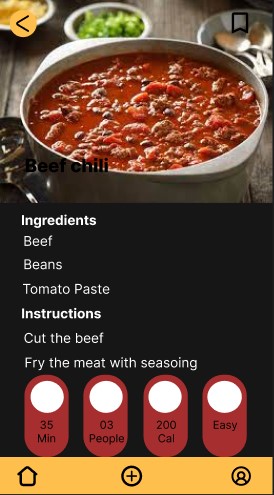 Beef chili
Ingredients
Beef
Beans
Tomato Paste
Instructions
Cut the beef
Fry the meat with seasoing
35 Min
03 People
200 Cal
Easy